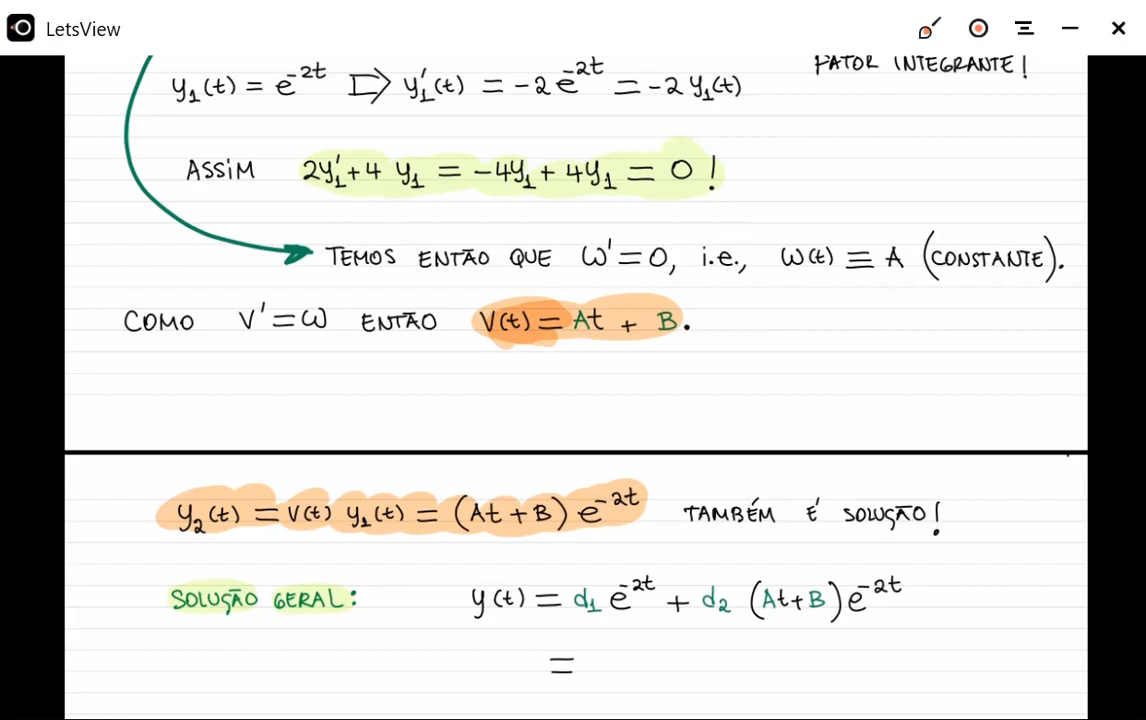 LetsView
FATOR INTEGRANTE!
y₁(t) = e^{-2t} ⇒ y₁'(t) = -2e^{-2t} = -2y₁(t)
ASSIM 2y₁'+4 y₁ = -4y₁+4y₁ = 0!
TEMOS ENTÃO QUE ω'=0, i.e., ω(t) ≡ A (CONSTANTE).
COMO V'=ω ENTÃO V(t) = At + B.
y₂(t) = V(t) y₁(t) = (At+B) e^{-2t} TAMBÉM É SOLUÇÃO!
SOLUÇÃO GERAL: y(t) = d₁ e^{-2t} + d₂ (At+B)e^{-2t}
=